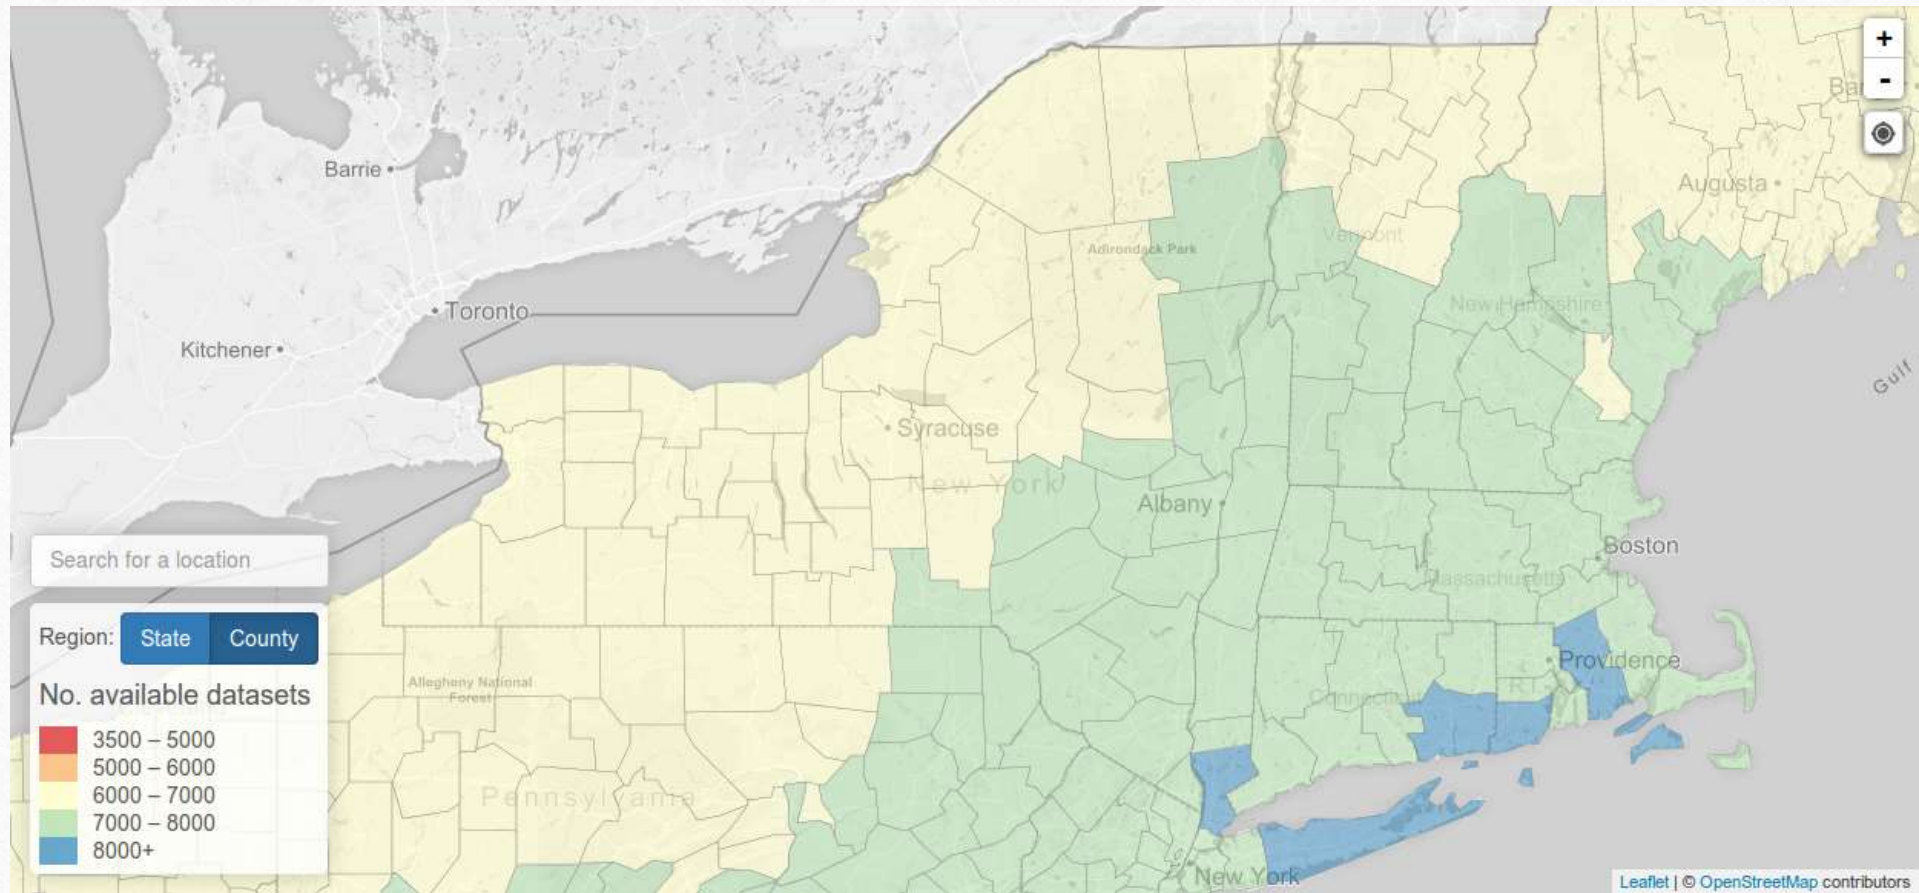 +
-
Ba
Barrie
Augusta
Adirondack Park
Vermont
Toronto
New Hampshire
Kitchener
Gulf
Syracuse
New York
Albany
Boston
Search for a location
Massachusetts
Region: State County
Providence
Allegheny National
Forest
R.I.
Connecticut
No. available datasets
3500 – 5000
5000 – 6000
6000 – 7000
7000 – 8000
8000+
Pennsylvania
New York
Leaflet | © OpenStreetMap contributors